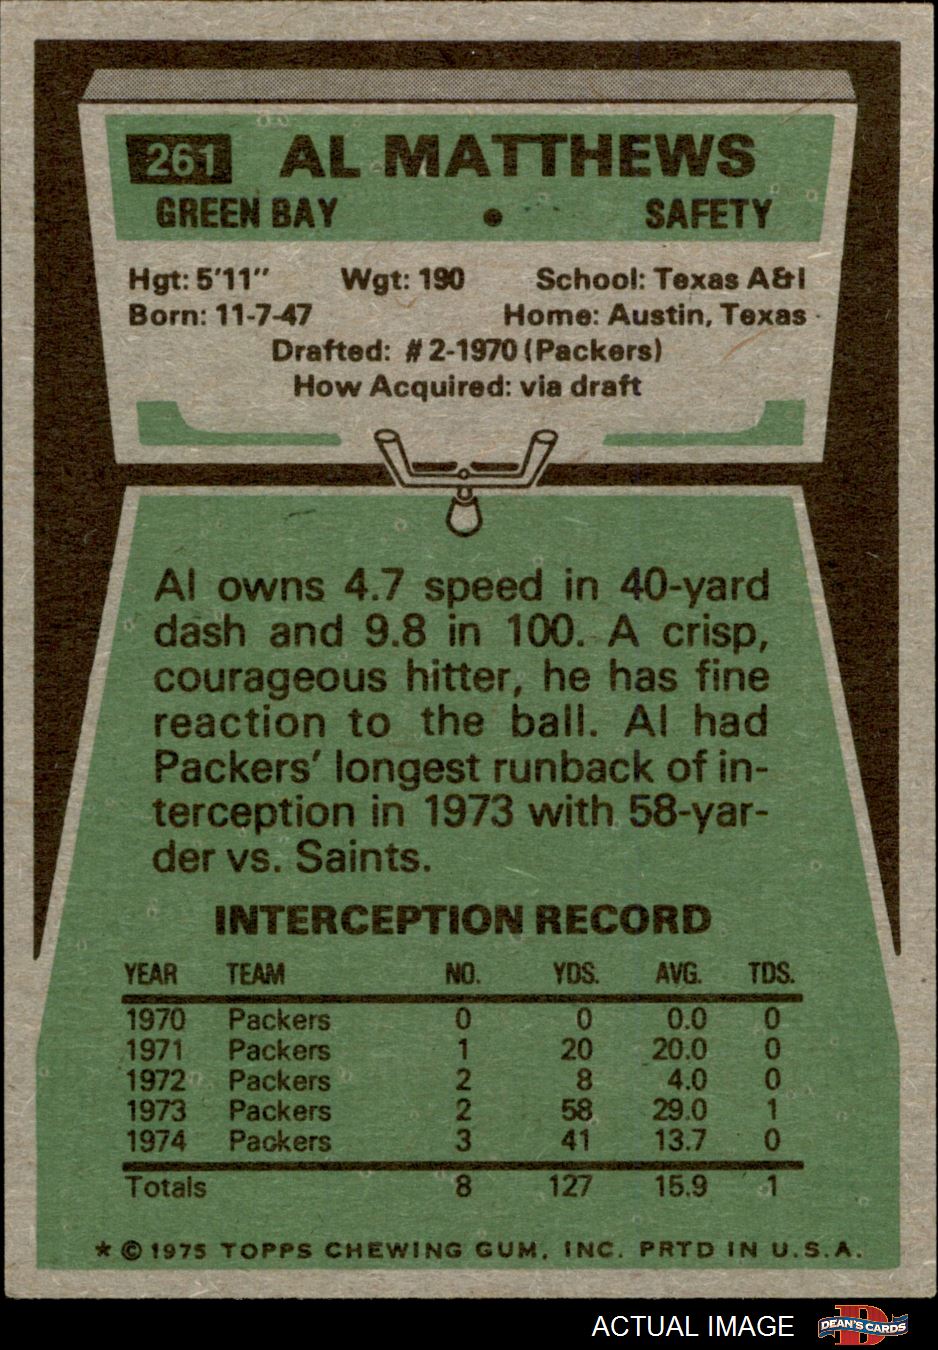 261 AL MATTHEWS
GREEN BAY • SAFETY
Hgt: 5'11" Wgt: 190 School: Texas A&I
Born: 11-7-47 Home: Austin, Texas
Drafted: #2-1970 (Packers)
How Acquired: via draft
Al owns 4.7 speed in 40-yard
dash and 9.8 in 100. A crisp,
courageous hitter, he has fine
reaction to the ball. Al had
Packers' longest runback of in-
terception in 1973 with 58-yar-
der vs. Saints.
INTERCEPTION RECORD
YEAR TEAM NO. YDS. AVG. TDS.
1970 Packers 0 0 0.0 0
1971 Packers 1 20 20.0 0
1972 Packers 2 8 4.0 0
1973 Packers 2 58 29.0 1
1974 Packers 3 41 13.7 0
Totals 8 127 15.9 1
* © 1975 TOPPS CHEWING GUM, INC. PRTD IN U.S.A.
ACTUAL IMAGE DEAN'S CARDS